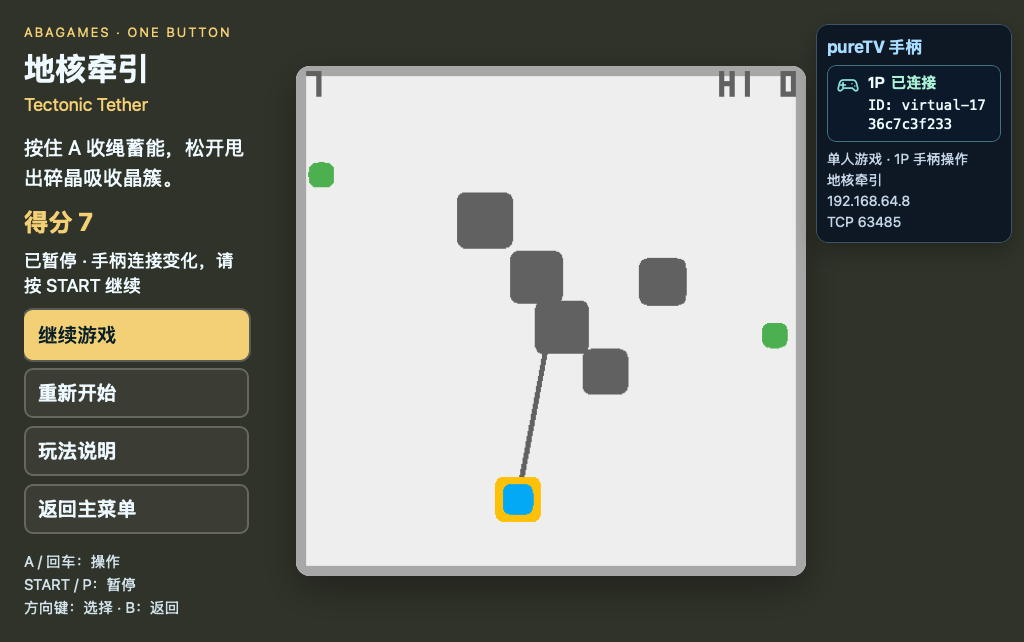 ABAGAMES · ONE BUTTON
地核牵引
Tectonic Tether
按住 A 收绳蓄能，松开甩
出碎晶吸收晶簇。
得分 7
已暂停 · 手柄连接变化，请
按 START 继续
继续游戏
重新开始
玩法说明
返回主菜单
A / 回车：操作
START / P：暂停
方向键：选择 · B：返回
7
HI 0
pureTV 手柄
1P 已连接
ID: virtual-17
36c7c3f233
单人游戏 · 1P 手柄操作
地核牵引
192.168.64.8
TCP 63485